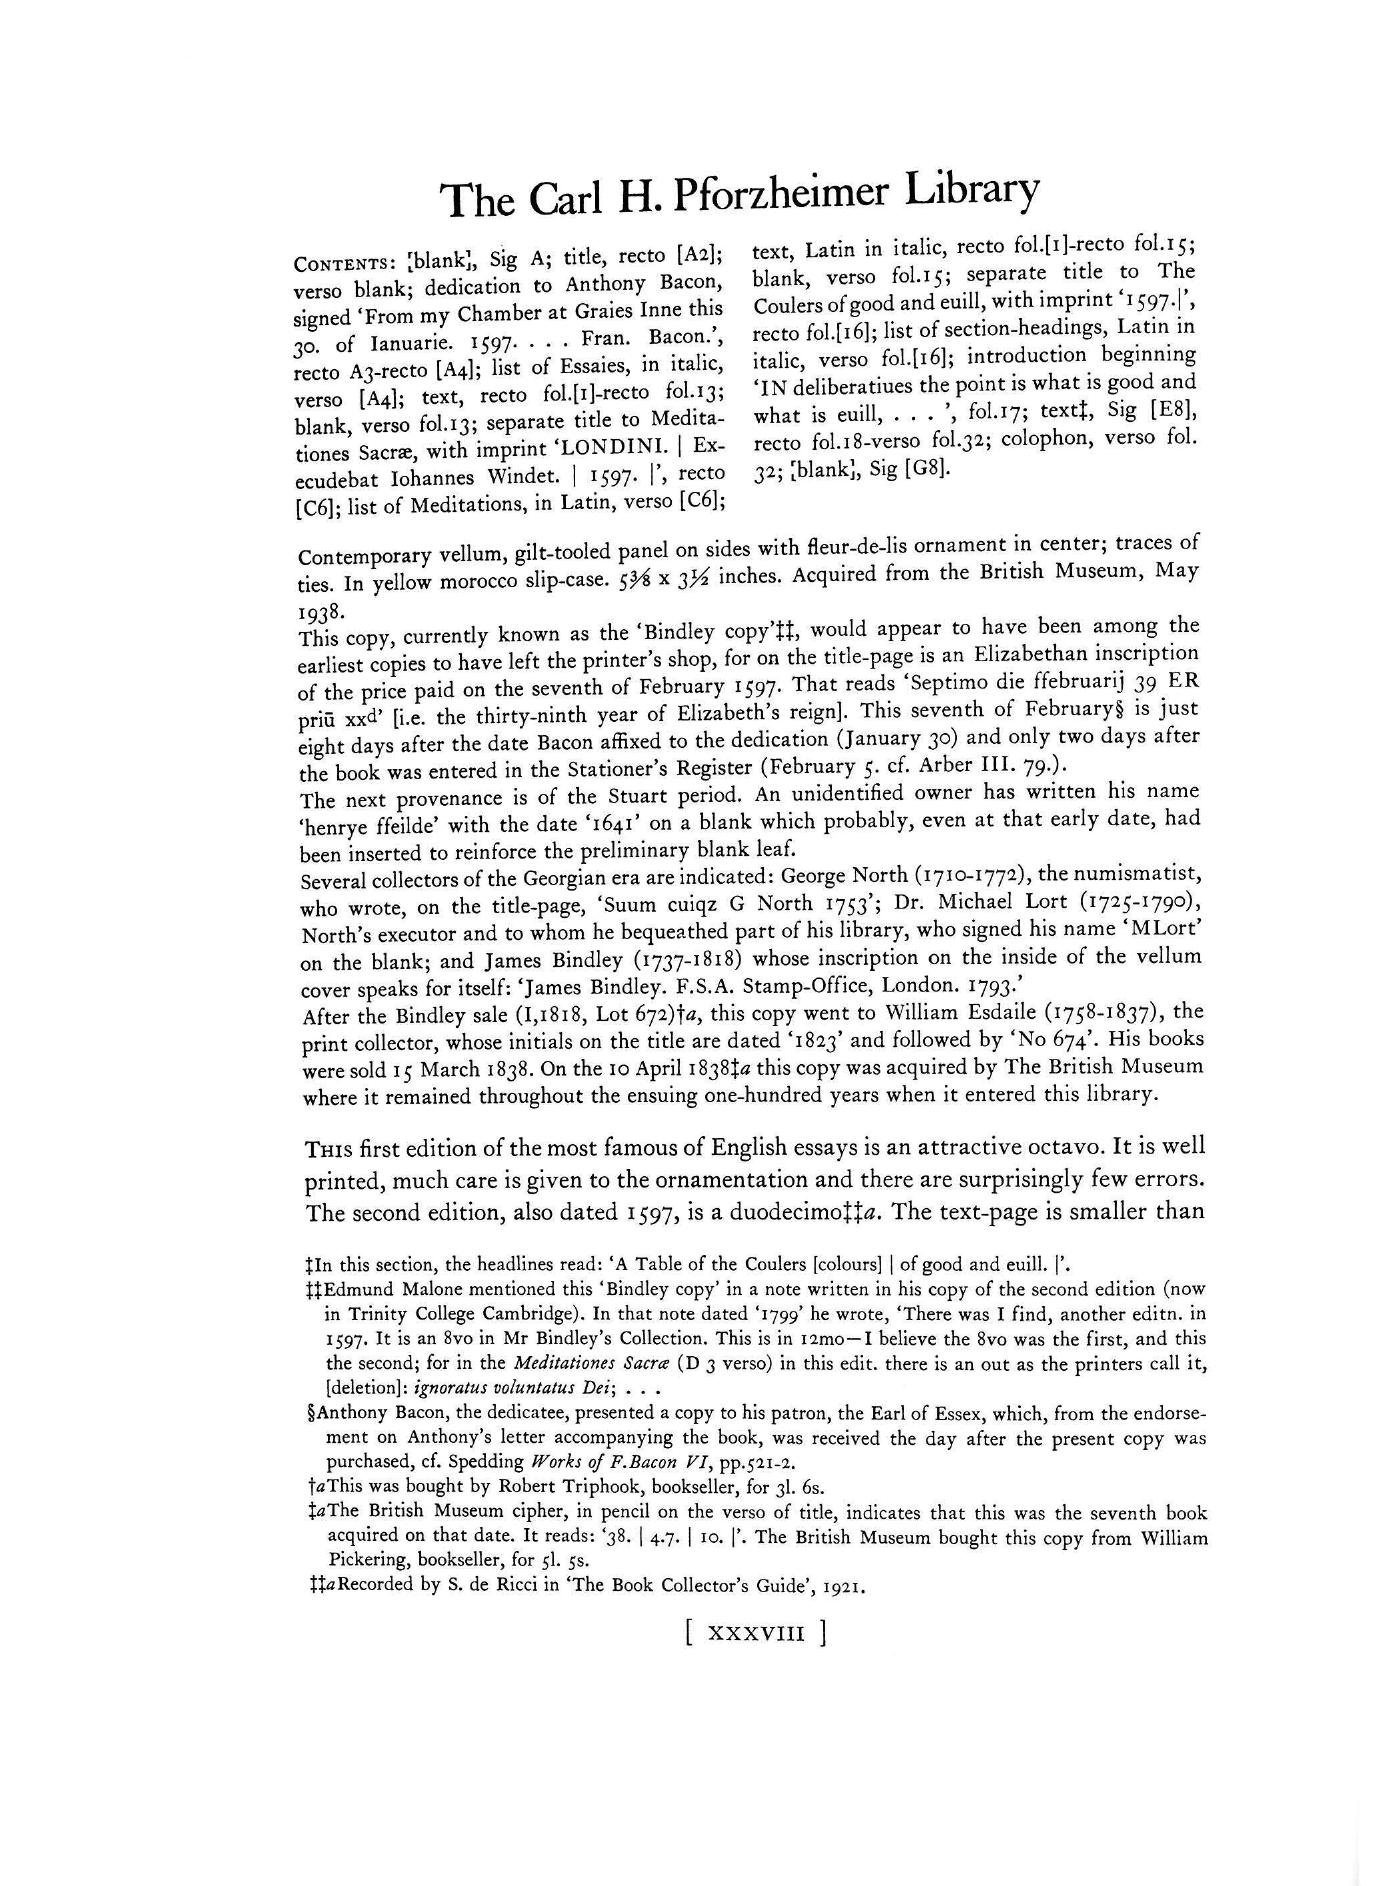 The Carl H. Pforzheimer Library
CONTENTS: [blank], Sig A; title, recto [A2];
verso blank; dedication to Anthony Bacon,
signed ‘From my Chamber at Graies Inne this
30. of Ianuarie. 1597. . . . Fran. Bacon.’,
recto A3-recto [A4]; list of Essaies, in italic,
verso [A4]; text, recto fol.[1]-recto fol.13;
blank, verso fol.13; separate title to Medita-
tiones Sacræ, with imprint ‘LONDINI. | Ex-
ecudebat Iohannes Windet. | 1597. |’, recto
[C6]; list of Meditations, in Latin, verso [C6];
text, Latin in italic, recto fol.[1]-recto fol.15;
blank, verso fol.15; separate title to The
Coulers of good and euill, with imprint ‘1597.|’,
recto fol.[16]; list of section-headings, Latin in
italic, verso fol.[16]; introduction beginning
‘IN deliberatiues the point is what is good and
what is euill, . . . ’, fol.17; text‡, Sig [E8],
recto fol.18-verso fol.32; colophon, verso fol.
32; [blank], Sig [G8].
Contemporary vellum, gilt-tooled panel on sides with fleur-de-lis ornament in center; traces of
ties. In yellow morocco slip-case. 5⅜ x 3½ inches. Acquired from the British Museum, May
1938.
This copy, currently known as the ‘Bindley copy’‡‡, would appear to have been among the
earliest copies to have left the printer’s shop, for on the title-page is an Elizabethan inscription
of the price paid on the seventh of February 1597. That reads ‘Septimo die ffebruarij 39 ER
priū xxd’ [i.e. the thirty-ninth year of Elizabeth’s reign]. This seventh of February§ is just
eight days after the date Bacon affixed to the dedication (January 30) and only two days after
the book was entered in the Stationer’s Register (February 5. cf. Arber III. 79.).
The next provenance is of the Stuart period. An unidentified owner has written his name
‘henrye ffeilde’ with the date ‘1641’ on a blank which probably, even at that early date, had
been inserted to reinforce the preliminary blank leaf.
Several collectors of the Georgian era are indicated: George North (1710-1772), the numismatist,
who wrote, on the title-page, ‘Suum cuiqz G North 1753’; Dr. Michael Lort (1725-1790),
North’s executor and to whom he bequeathed part of his library, who signed his name ‘MLort’
on the blank; and James Bindley (1737-1818) whose inscription on the inside of the vellum
cover speaks for itself: ‘James Bindley. F.S.A. Stamp-Office, London. 1793.’
After the Bindley sale (I,1818, Lot 672)†a, this copy went to William Esdaile (1758-1837), the
print collector, whose initials on the title are dated ‘1823’ and followed by ‘No 674’. His books
were sold 15 March 1838. On the 10 April 1838‡a this copy was acquired by The British Museum
where it remained throughout the ensuing one-hundred years when it entered this library.
THIS first edition of the most famous of English essays is an attractive octavo. It is well
printed, much care is given to the ornamentation and there are surprisingly few errors.
The second edition, also dated 1597, is a duodecimo‡‡a. The text-page is smaller than
‡In this section, the headlines read: ‘A Table of the Coulers [colours] | of good and euill. |’.
‡‡Edmund Malone mentioned this ‘Bindley copy’ in a note written in his copy of the second edition (now
in Trinity College Cambridge). In that note dated ‘1799’ he wrote, ‘There was I find, another editn. in
1597. It is an 8vo in Mr Bindley’s Collection. This is in 12mo—I believe the 8vo was the first, and this
the second; for in the Meditationes Sacræ (D 3 verso) in this edit. there is an out as the printers call it,
[deletion]: ignoratus voluntatus Dei; . . .
§Anthony Bacon, the dedicatee, presented a copy to his patron, the Earl of Essex, which, from the endorse-
ment on Anthony’s letter accompanying the book, was received the day after the present copy was
purchased, cf. Spedding Works of F.Bacon VI, pp.521-2.
†aThis was bought by Robert Triphook, bookseller, for 3l. 6s.
‡aThe British Museum cipher, in pencil on the verso of title, indicates that this was the seventh book
acquired on that date. It reads: ‘38. | 4.7. | 10. |’. The British Museum bought this copy from William
Pickering, bookseller, for 5l. 5s.
‡‡aRecorded by S. de Ricci in ‘The Book Collector’s Guide’, 1921.
[ XXXVIII ]